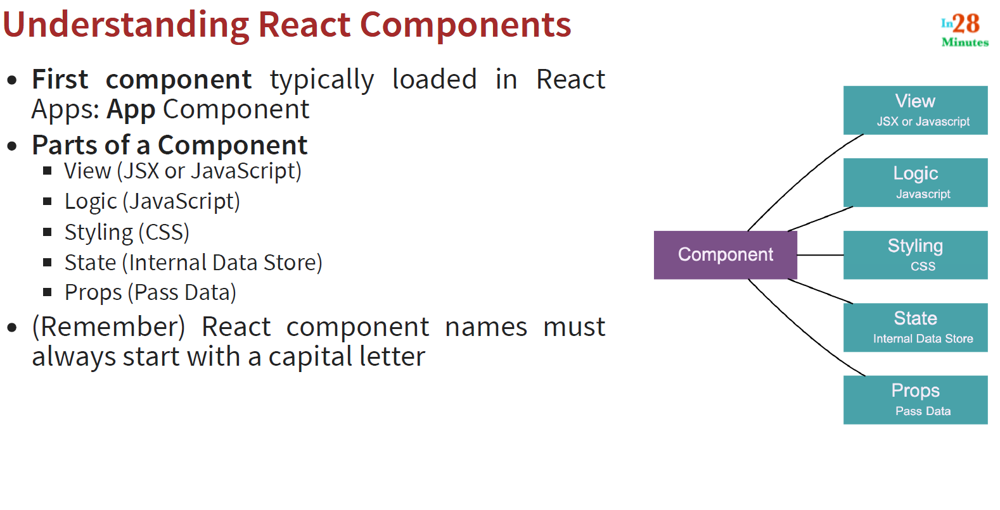 Understanding React Components
In28
Minutes
• First component typically loaded in React
Apps: App Component
• Parts of a Component
▪ View (JSX or JavaScript)
▪ Logic (JavaScript)
▪ Styling (CSS)
▪ State (Internal Data Store)
▪ Props (Pass Data)
• (Remember) React component names must
always start with a capital letter
Component
View
JSX or Javascript
Logic
Javascript
Styling
CSS
State
Internal Data Store
Props
Pass Data